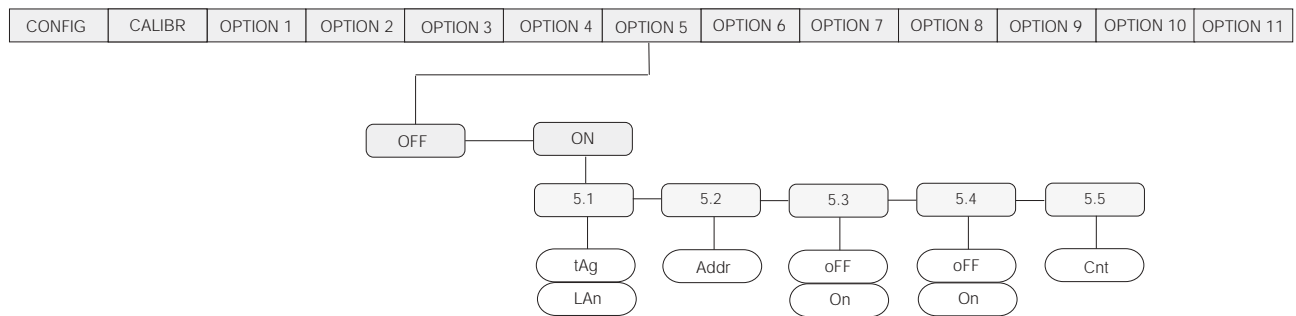 CONFIG CALIBR OPTION 1 OPTION 2 OPTION 3 OPTION 4 OPTION 5 OPTION 6 OPTION 7 OPTION 8 OPTION 9 OPTION 10 OPTION 11
OFF ON
5.1 5.2 5.3 5.4 5.5
tAg Addr oFF oFF Cnt
LAn On On